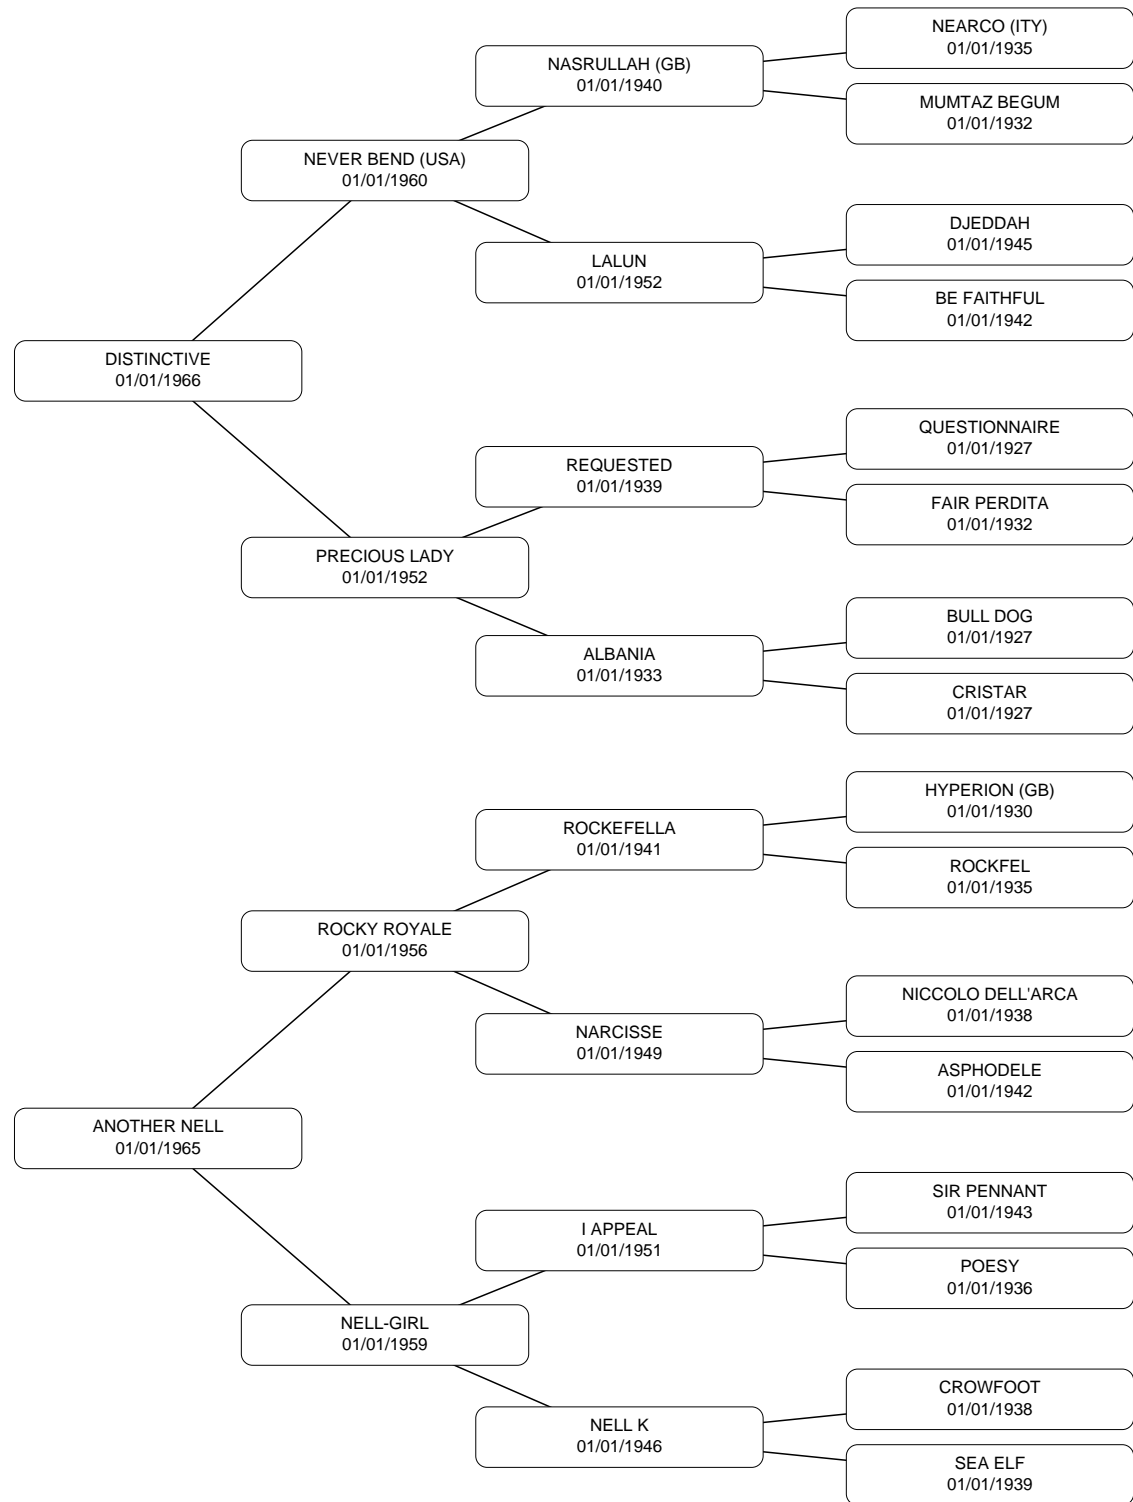 NEARCO (ITY)
01/01/1935
NASRULLAH (GB)
01/01/1940
MUMTAZ BEGUM
01/01/1932
NEVER BEND (USA)
01/01/1960
DJEDDAH
01/01/1945
LALUN
01/01/1952
BE FAITHFUL
01/01/1942
DISTINCTIVE
01/01/1966
QUESTIONNAIRE
01/01/1927
REQUESTED
01/01/1939
FAIR PERDITA
01/01/1932
PRECIOUS LADY
01/01/1952
BULL DOG
01/01/1927
ALBANIA
01/01/1933
CRISTAR
01/01/1927
HYPERION (GB)
01/01/1930
ROCKEFELLA
01/01/1941
ROCKFEL
01/01/1935
ROCKY ROYALE
01/01/1956
NICCOLO DELL'ARCA
01/01/1938
NARCISSE
01/01/1949
ASPHODELE
01/01/1942
ANOTHER NELL
01/01/1965
SIR PENNANT
01/01/1943
I APPEAL
01/01/1951
POESY
01/01/1936
NELL-GIRL
01/01/1959
CROWFOOT
01/01/1938
NELL K
01/01/1946
SEA ELF
01/01/1939